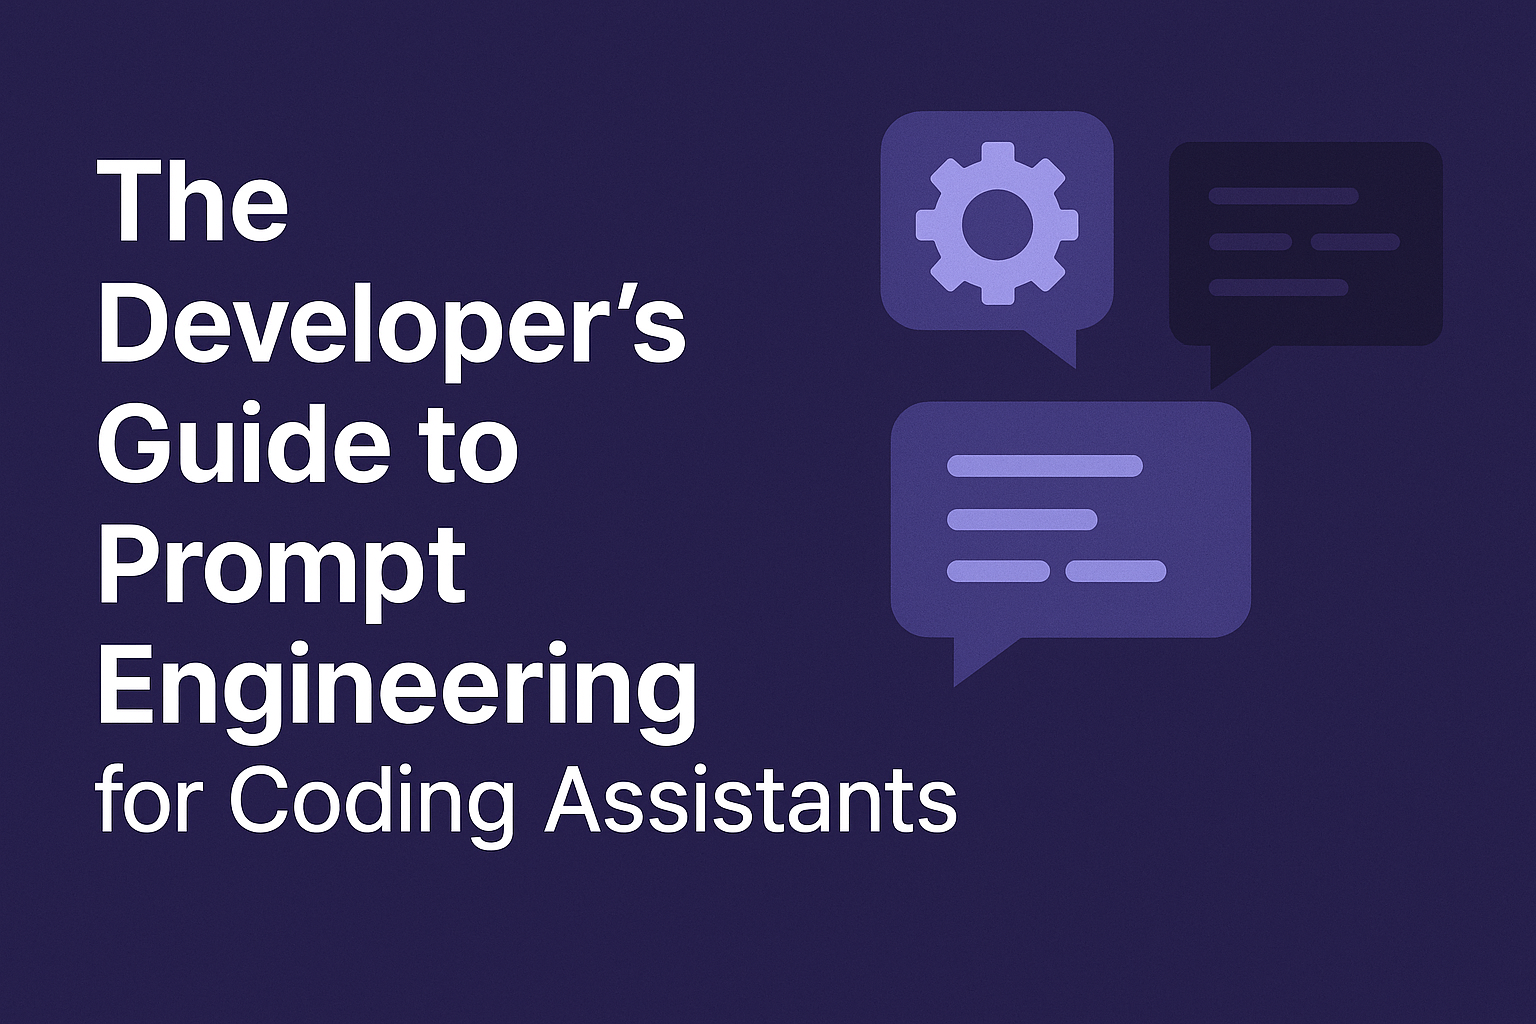 The
Developer’s
Guide to
Prompt
Engineering
for Coding Assistants